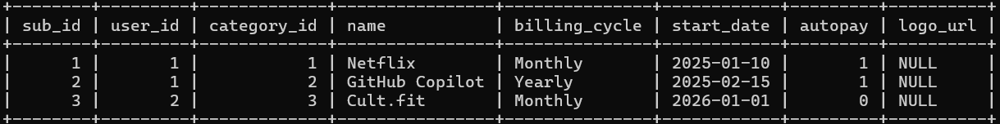 +--------+---------+-------------+----------------+---------------+------------+---------+----------+
| sub_id | user_id | category_id | name           | billing_cycle | start_date | autopay | logo_url |
+--------+---------+-------------+----------------+---------------+------------+---------+----------+
|      1 |       1 |           1 | Netflix        | Monthly       | 2025-01-10 |       1 | NULL     |
|      2 |       1 |           2 | GitHub Copilot | Yearly        | 2025-02-15 |       1 | NULL     |
|      3 |       2 |           3 | Cult.fit       | Monthly       | 2026-01-01 |       0 | NULL     |
+--------+---------+-------------+----------------+---------------+------------+---------+----------+